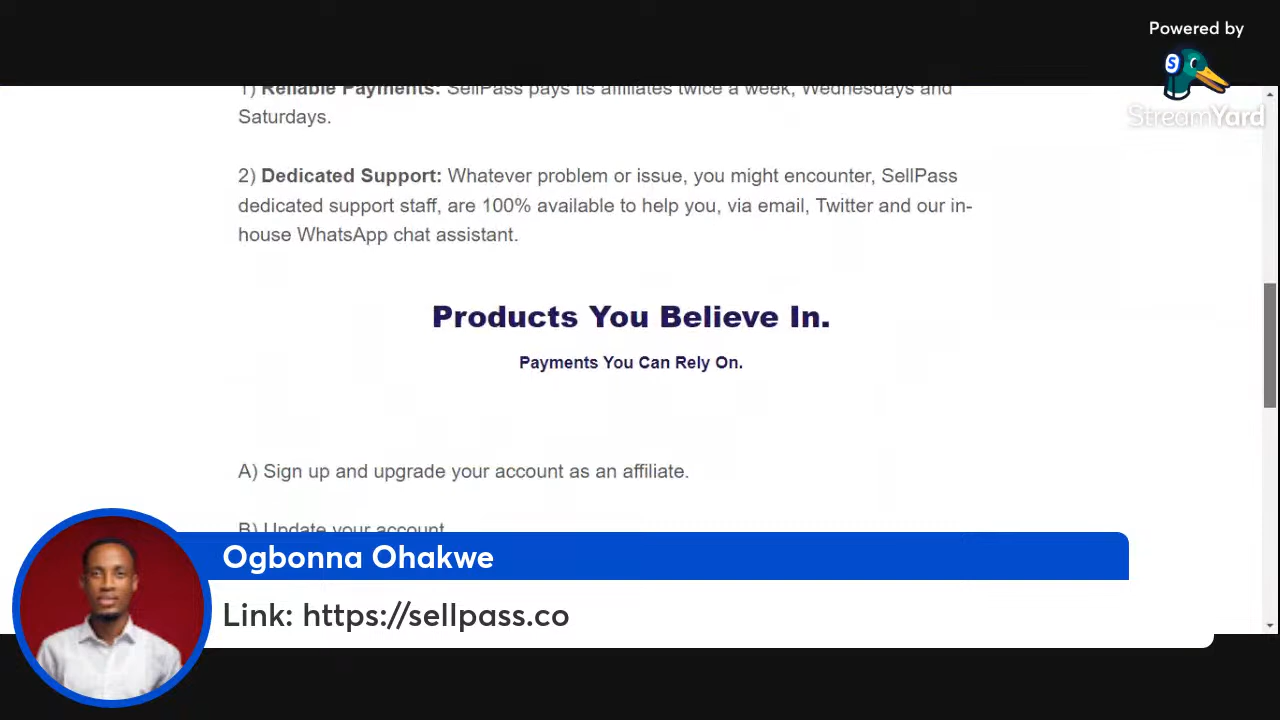 Powered by
StreamYard
1) Reliable Payments: SellPass pays its affiliates twice a week, Wednesdays and
Saturdays.
2) Dedicated Support: Whatever problem or issue, you might encounter, SellPass
dedicated support staff, are 100% available to help you, via email, Twitter and our in-
house WhatsApp chat assistant.
Products You Believe In.
Payments You Can Rely On.
A) Sign up and upgrade your account as an affiliate.
B) Update your account
Ogbonna Ohakwe
Link: https://sellpass.co